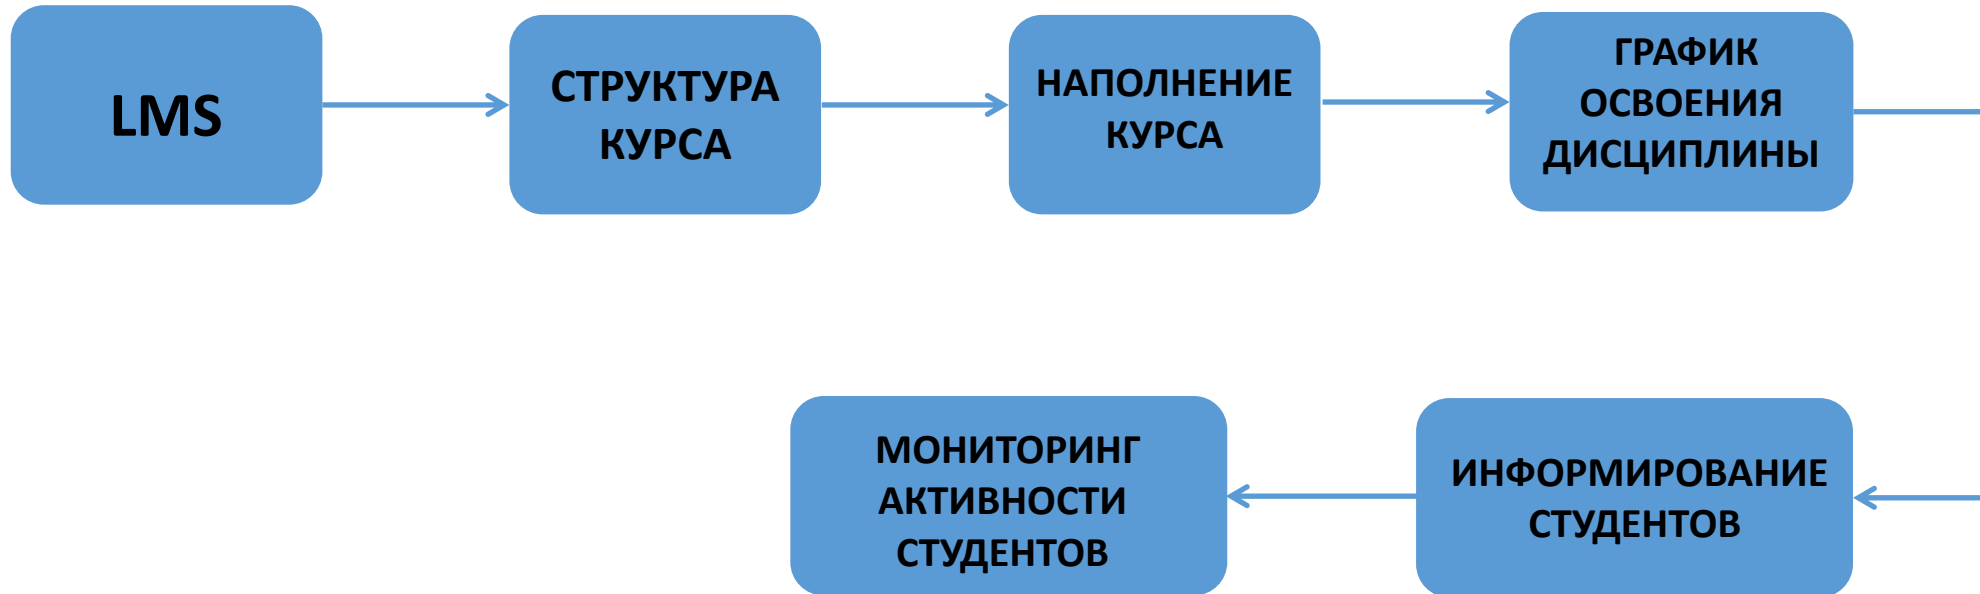 LMS
СТРУКТУРА
КУРСА
НАПОЛНЕНИЕ
КУРСА
ГРАФИК
ОСВОЕНИЯ
ДИСЦИПЛИНЫ
ИНФОРМИРОВАНИЕ
СТУДЕНТОВ
МОНИТОРИНГ
АКТИВНОСТИ
СТУДЕНТОВ